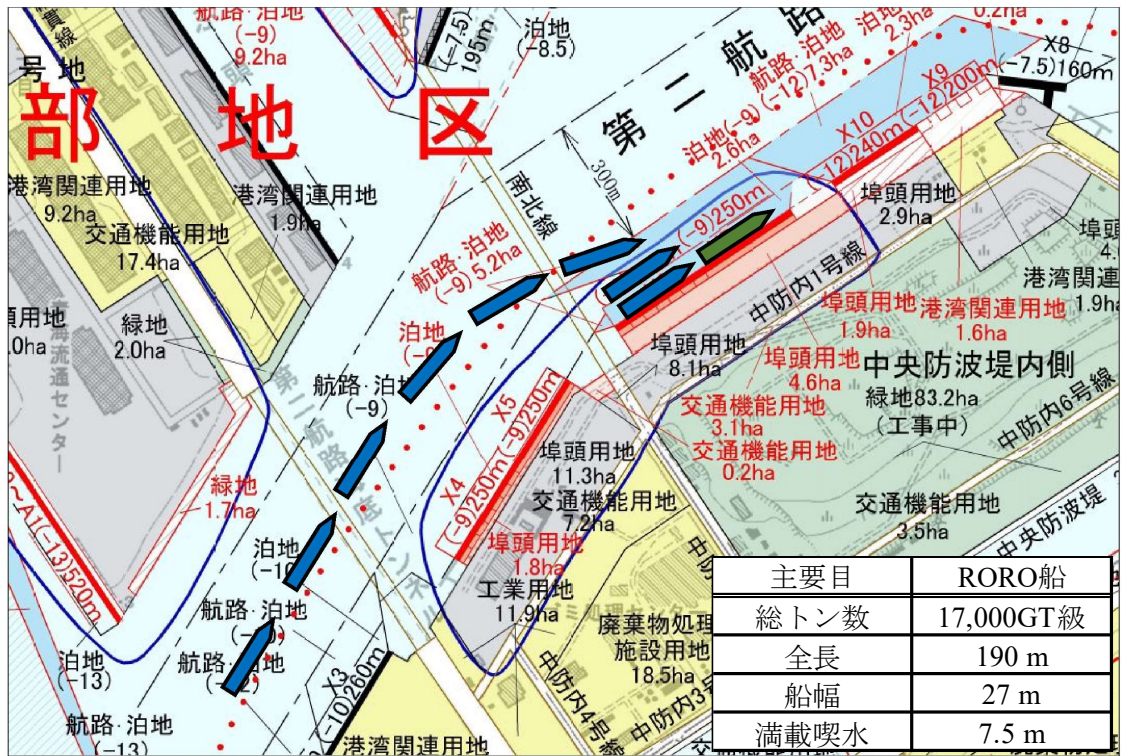 航路・泊地
(-9)
9.2ha
(-7.5)
195m
泊地
(-8.5)
第二航路
航路・泊地
(-12)7.3ha
泊地
2.3ha
0.2ha
X8
(-7.5)160m
X9
(-12)200m
X10
(-12)240m
泊地(-9)
2.6ha
(-9)250m
300m
南北線
号地
部地区
港湾関連用地
9.2ha
交通機能用地
17.4ha
港湾関連用地
1.9ha
緑地
2.0ha
海流通センター
航路・泊地
(-9)5.2ha
航路・泊地
(-9)
埠頭用地
2.9ha
中防内1号線
港湾関連
1.9ha
埠頭用地
1.9ha
港湾関連用地
1.6ha
埠頭用地
8.1ha
埠頭用地
4.6ha
中央防波堤内側
緑地83.2ha
(工事中)
中防内6号線
交通機能用地
3.1ha
交通機能用地
0.2ha
X5
(-9)250m
X4
(-9)250m
埠頭用地
11.3ha
交通機能用地
7.2ha
埠頭用地
1.8ha
工業用地
11.9ha
交通機能用地
3.5ha
中央防波堤
緑地
1.7ha
A1(-13)520m
泊地
航路・泊地
泊地
(-13)
航路・泊地
航路・泊地
(-13)
X3
(-10)260m
港湾関連用地
廃棄物処理
施設用地
18.5ha
中防内4号線
中防内3
主要目 RORO船
総トン数 17,000GT級
全長 190 m
船幅 27 m
満載喫水 7.5 m